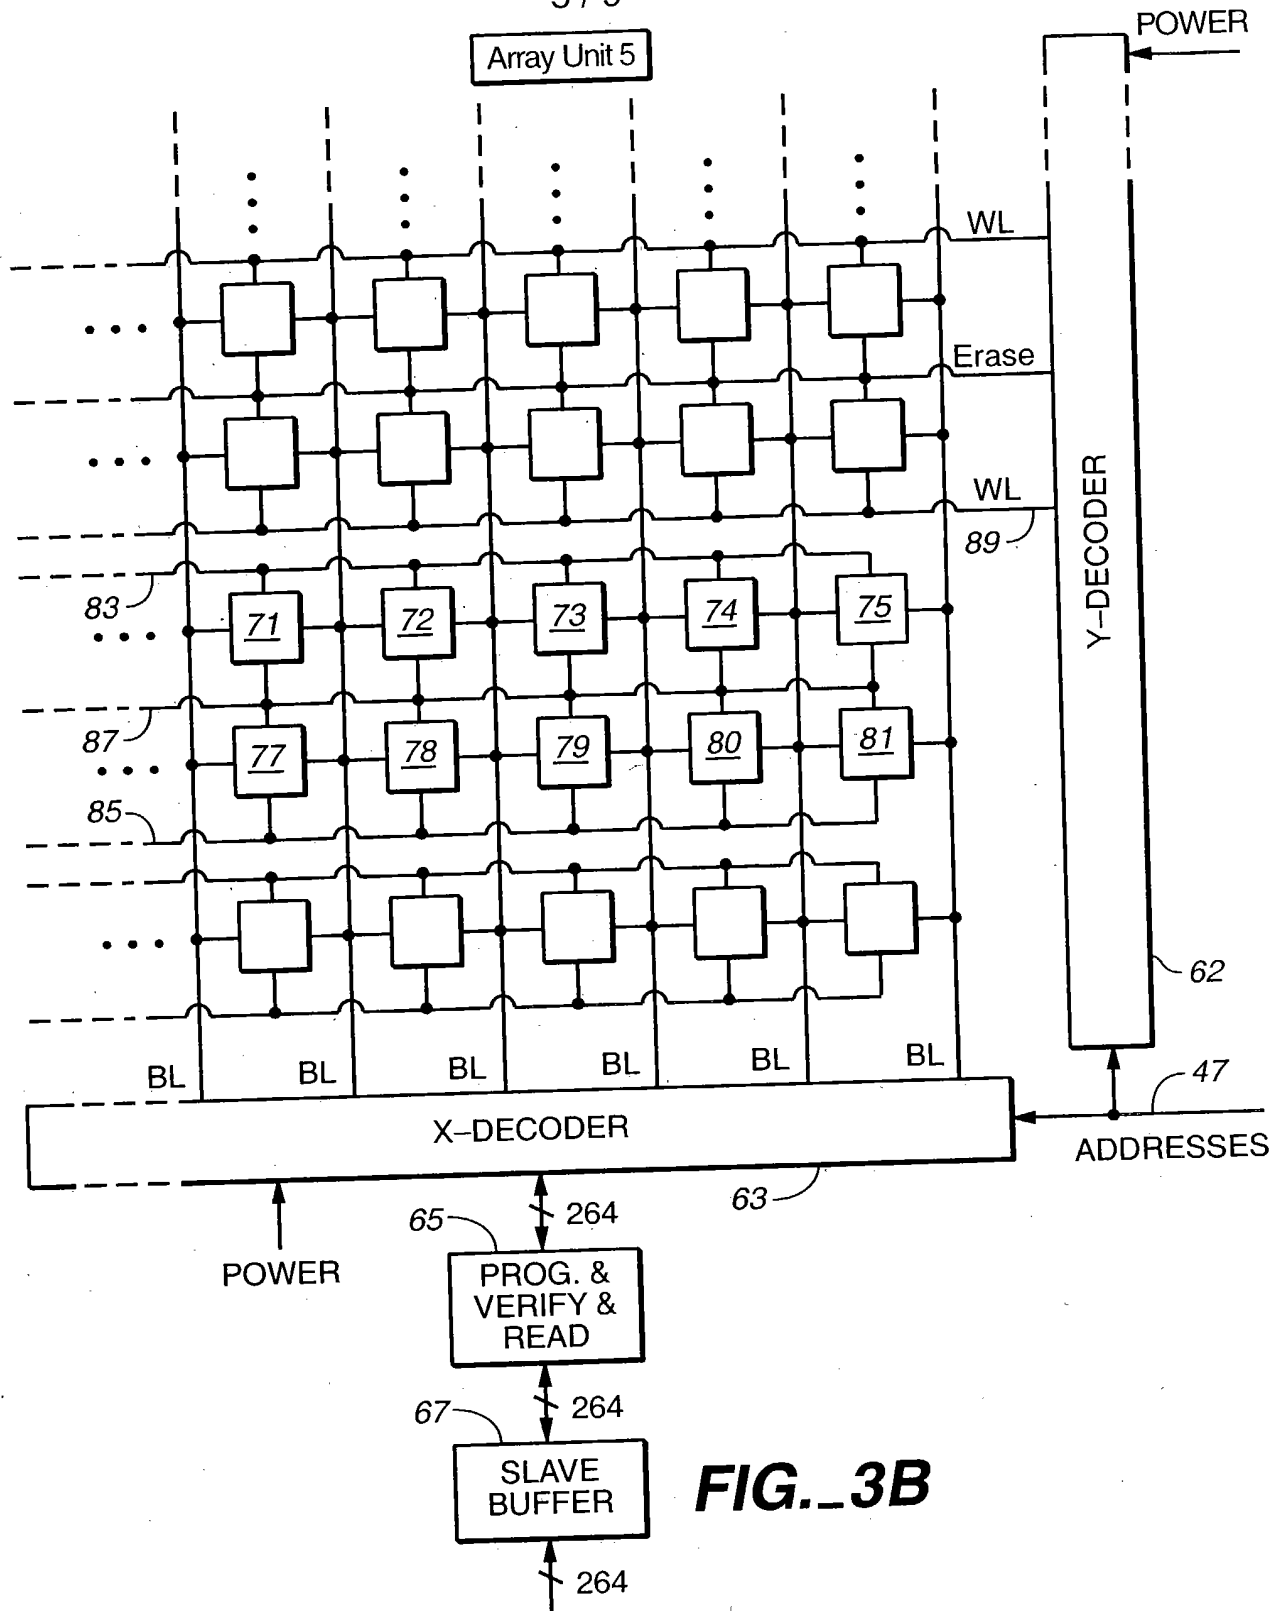 POWER
Array Unit 5
WL
Erase
WL
89
Y–DECODER
83
71 72 73 74 75
87
77 78 79 80 81
85
62
BL BL BL BL BL BL
47
X–DECODER
ADDRESSES
63
65
264
POWER
PROG. &
VERIFY &
READ
67
264
SLAVE
BUFFER
FIG._3B
264